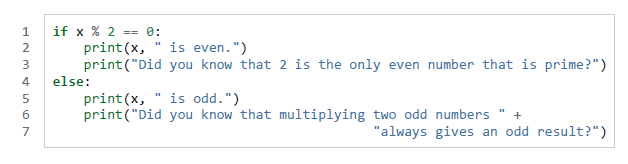 1 if x % 2 == 0:
2     print(x, " is even.")
3     print("Did you know that 2 is the only even number that is prime?")
4 else:
5     print(x, " is odd.")
6     print("Did you know that multiplying two odd numbers " +
7                                           "always gives an odd result?")